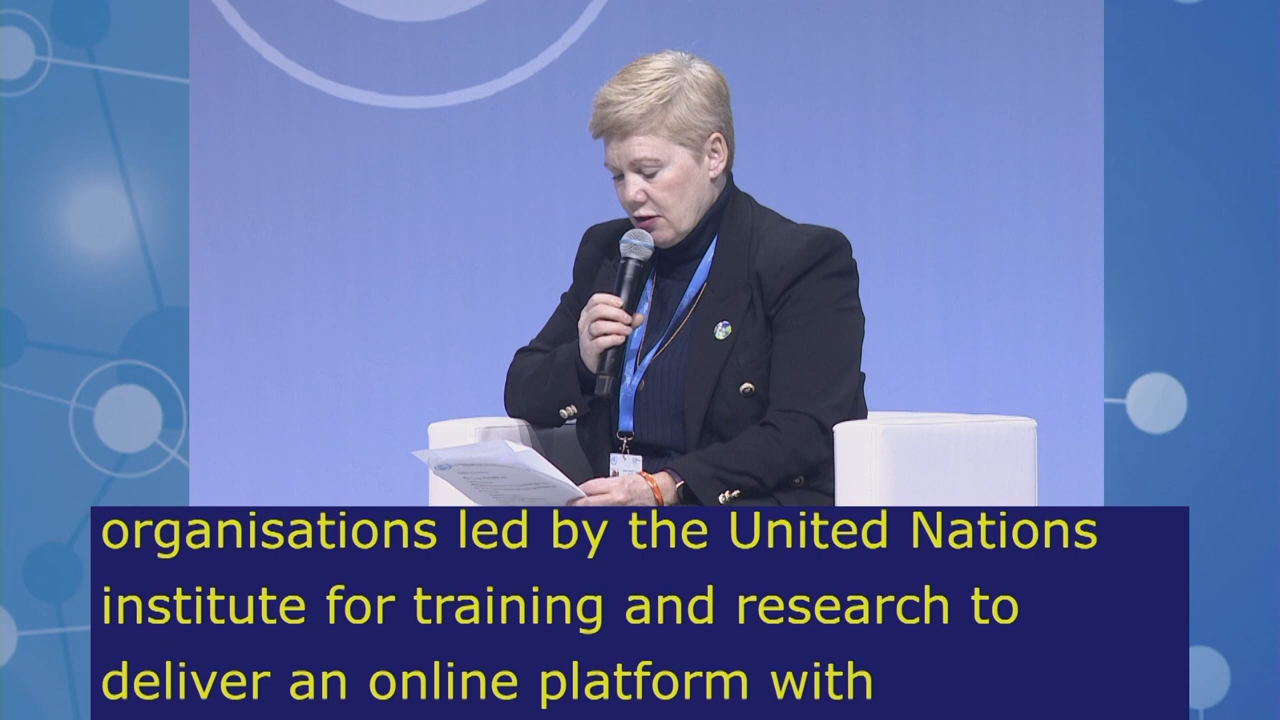 organisations led by the United Nations
institute for training and research to
deliver an online platform with